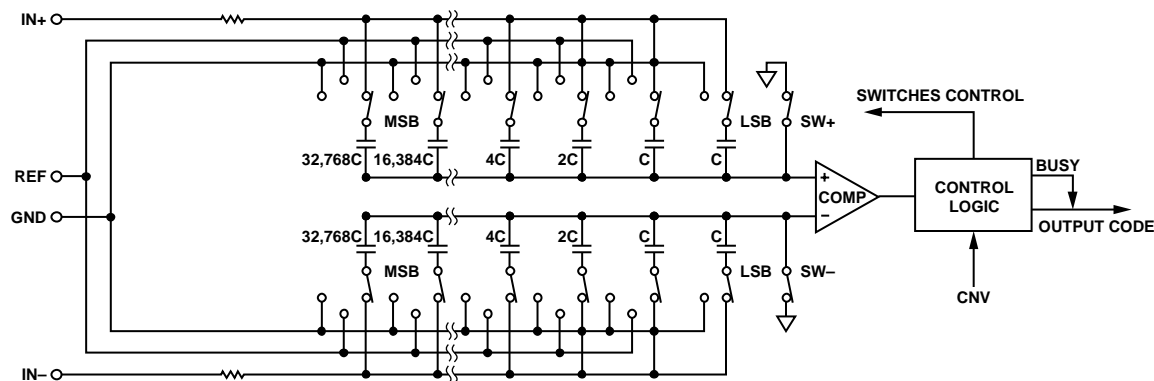 IN+
SWITCHES CONTROL
MSB
LSB
SW+
32,768C 16,384C 4C 2C C C
BUSY
REF
COMP
+
–
CONTROL
LOGIC
GND
OUTPUT CODE
32,768C 16,384C 4C 2C C C
MSB
LSB
SW–
CNV
IN–